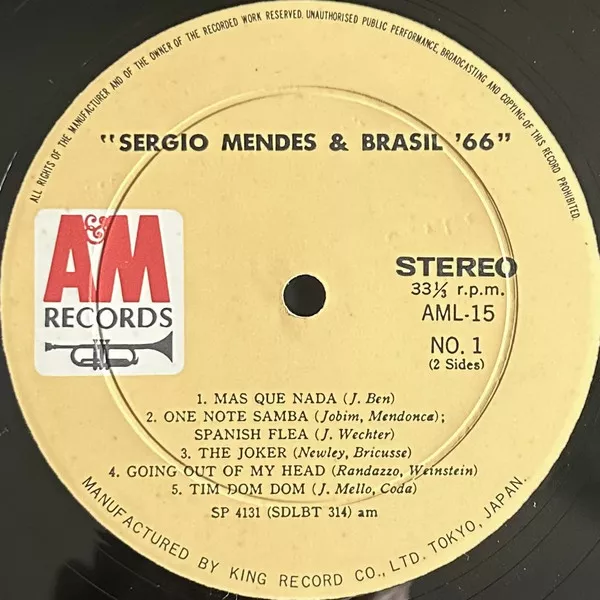 ALL RIGHTS OF THE MANUFACTURER AND OF THE OWNER OF THE RECORDED WORK RESERVED. UNAUTHORISED PUBLIC PERFORMANCE, BROADCASTING AND COPYING OF THIS RECORD PROHIBITED.
"SERGIO MENDES & BRASIL '66"
A&M
RECORDS
STEREO
33⅓ r.p.m.
AML-15
NO. 1
(2 Sides)
1. MAS QUE NADA (J. Ben)
2. ONE NOTE SAMBA (Jobim, Mendonca);
SPANISH FLEA (J. Wechter)
3. THE JOKER (Newley, Bricusse)
4. GOING OUT OF MY HEAD (Randazzo, Weinstein)
5. TIM DOM DOM (J. Mello, Coda)
SP 4131 (SDLBT 314) am
MANUFACTURED BY KING RECORD CO., LTD. TOKYO, JAPAN.